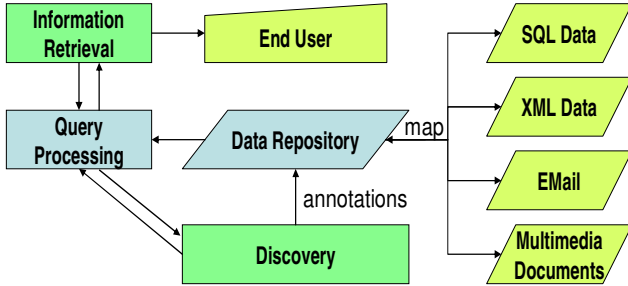 Information
Retrieval
End User
SQL Data
XML Data
Query
Processing
Data Repository
map
EMail
annotations
Discovery
Multimedia
Documents